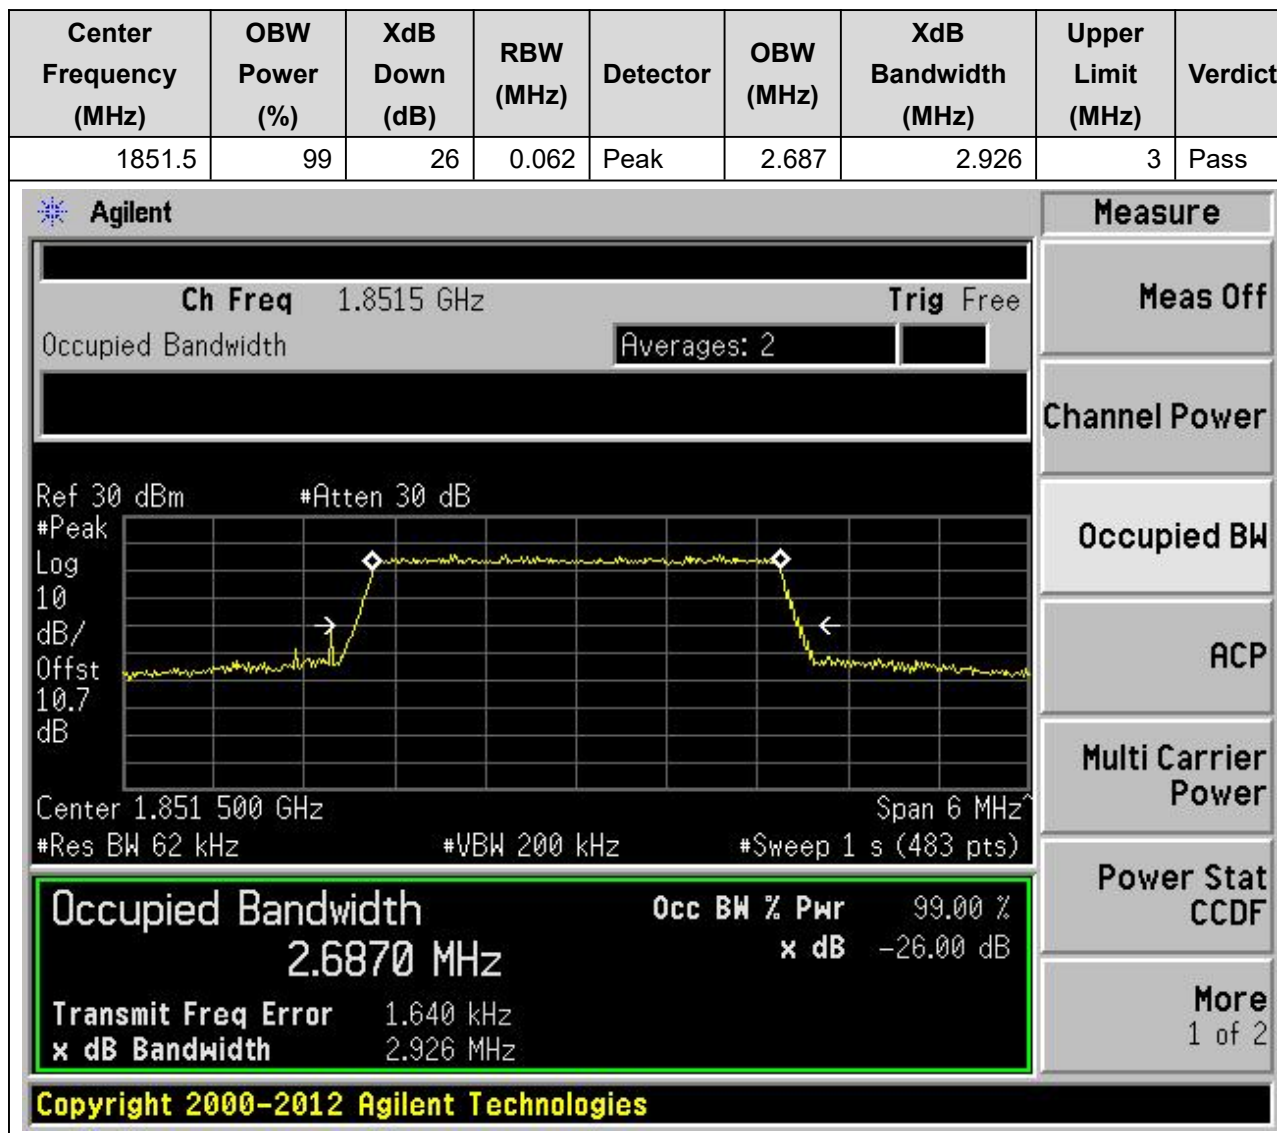 Center Frequency (MHz) OBW Power (%) XdB Down (dB) RBW (MHz) Detector OBW (MHz) XdB Bandwidth (MHz) Upper Limit (MHz) Verdict
1851.5 99 26 0.062 Peak 2.687 2.926 3 Pass
Agilent
Measure
Ch Freq 1.8515 GHz Trig Free
Meas Off
Occupied Bandwidth Averages: 2
Channel Power
Ref 30 dBm #Atten 30 dB
#Peak
Log
10
dB/
Offst
10.7
dB
Occupied BW
ACP
Multi Carrier
Power
Center 1.851 500 GHz Span 6 MHz^
#Res BW 62 kHz #VBW 200 kHz #Sweep 1 s (483 pts)
Power Stat
CCDF
Occupied Bandwidth Occ BW % Pwr 99.00 %
2.6870 MHz x dB -26.00 dB
Transmit Freq Error 1.640 kHz
x dB Bandwidth 2.926 MHz
More
1 of 2
Copyright 2000-2012 Agilent Technologies